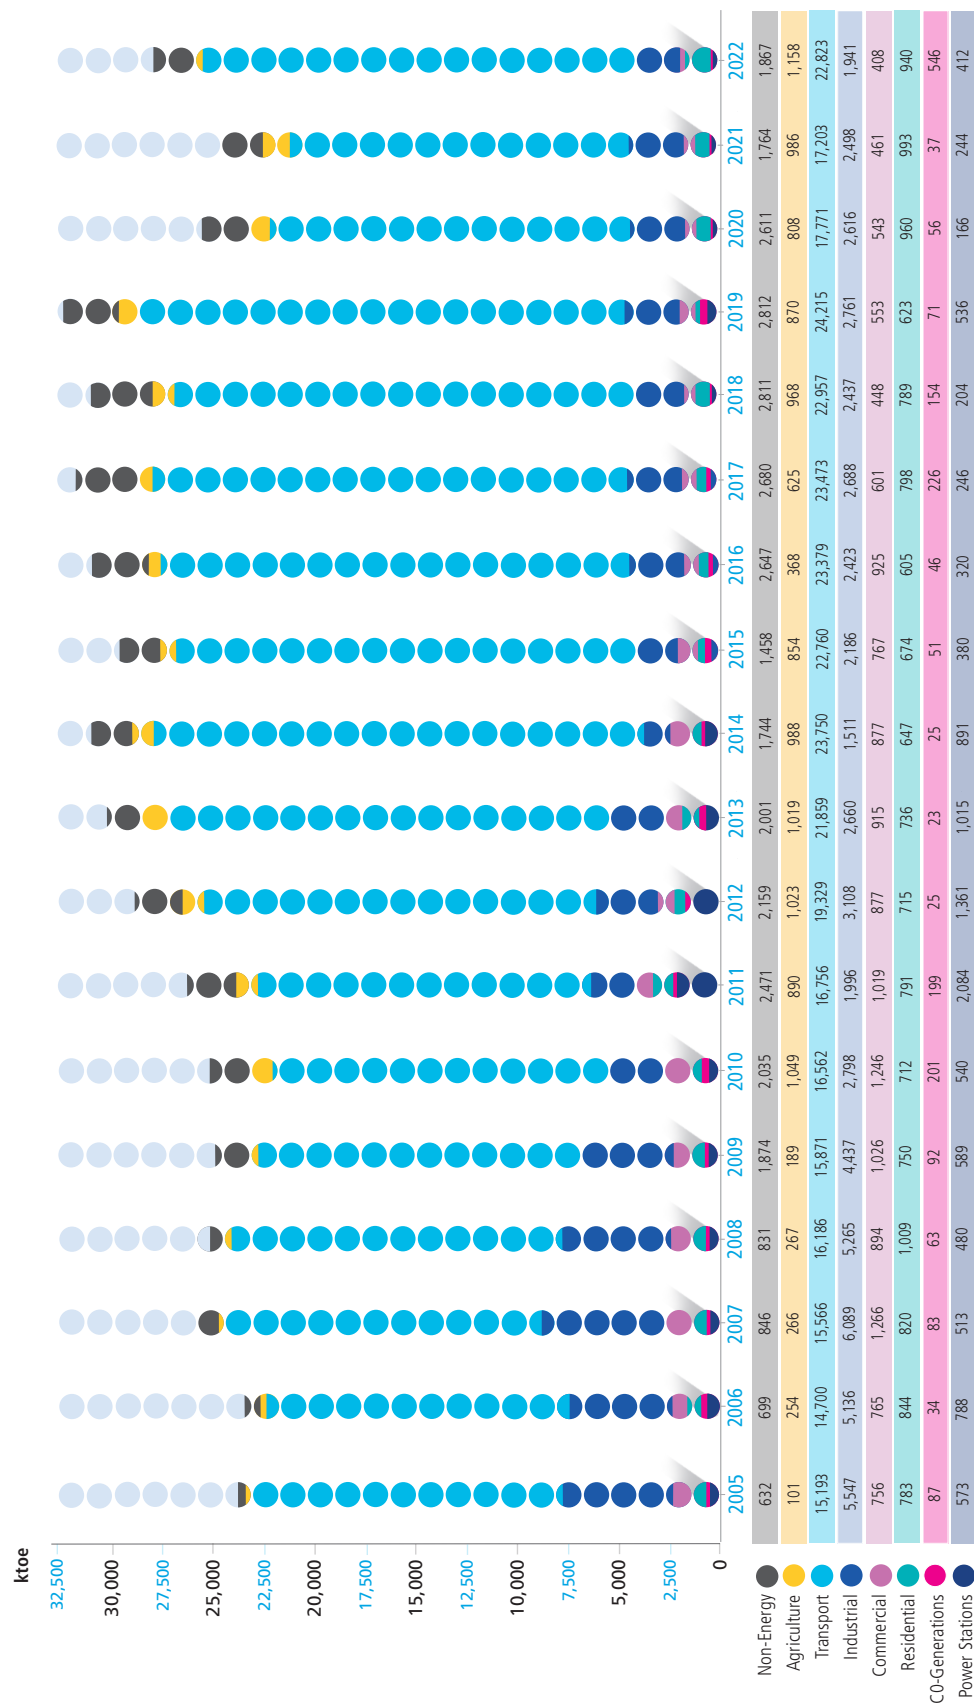 ktoe
32,500
30,000
27,500
25,000
22,500
20,000
17,500
15,000
12,500
10,000
7,500
5,000
2,500
0
2005 2006 2007 2008 2009 2010 2011 2012 2013 2014 2015 2016 2017 2018 2019 2020 2021 2022
Non-Energy 632 699 846 831 1,874 2,035 2,471 2,159 2,001 1,744 1,458 2,647 2,680 2,811 2,812 2,611 1,764 1,867
Agriculture 101 254 266 267 189 1,049 890 1,023 1,019 988 854 368 625 968 870 808 986 1,158
Transport 15,193 14,700 15,566 16,186 15,871 16,562 16,756 19,329 21,859 23,750 22,760 23,379 23,473 22,957 24,215 17,771 17,203 22,823
Industrial 5,547 5,136 6,089 5,265 4,437 2,798 1,996 3,108 2,660 1,511 2,186 2,423 2,688 2,437 2,761 2,616 2,498 1,941
Commercial 756 765 1,266 894 1,026 1,246 1,019 877 915 877 767 925 601 448 553 543 461 408
Residential 783 844 820 1,009 750 712 791 715 736 647 674 605 798 789 623 960 993 940
CO-Generations 87 34 83 63 92 201 199 25 23 25 51 46 226 154 71 56 37 546
Power Stations 573 788 513 480 589 540 2,084 1,361 1,015 891 380 320 246 204 536 166 244 412